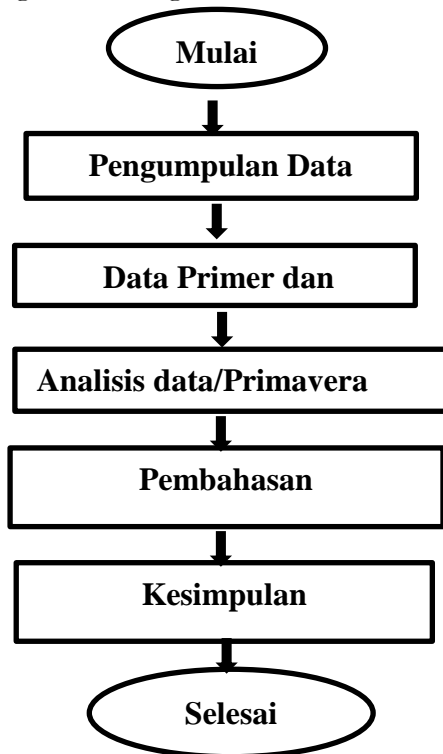 Mulai
Pengumpulan Data
Data Primer dan
Analisis data/Primavera
Pembahasan
Kesimpulan
Selesai